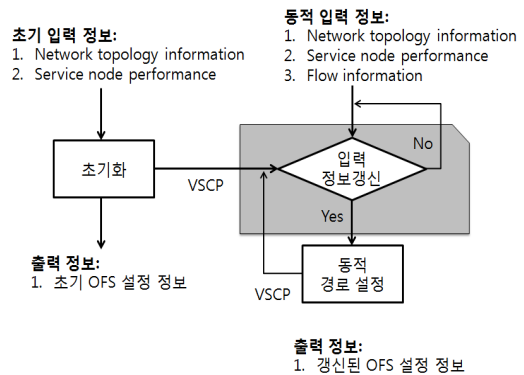 초기 입력 정보:
1. Network topology information
2. Service node performance
동적 입력 정보:
1. Network topology information
2. Service node performance
3. Flow information
초기화
VSCP
입력
정보갱신
No
Yes
출력 정보:
1. 초기 OFS 설정 정보
동적
경로 설정
VSCP
출력 정보:
1. 갱신된 OFS 설정 정보